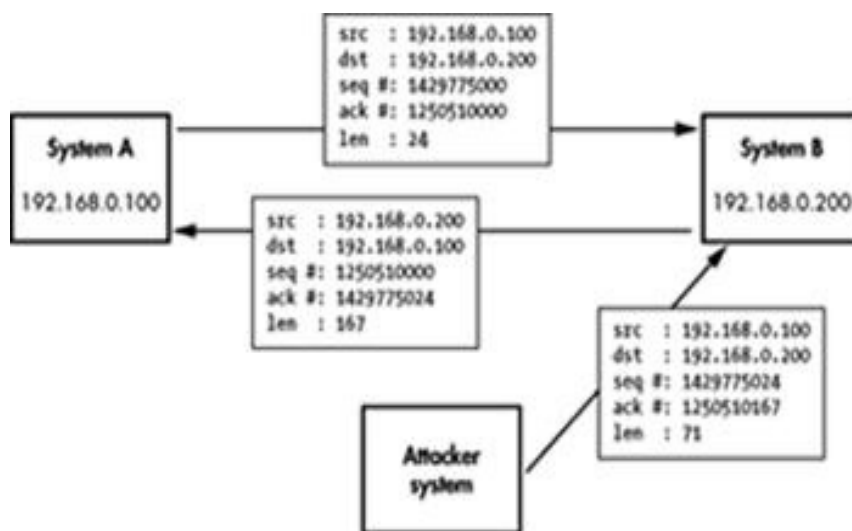 src : 192.168.0.100
dst : 192.168.0.200
seq #: 1429775000
ack #: 1250510000
len : 24
System A
192.168.0.100
System B
192.168.0.200
src : 192.168.0.200
dst : 192.168.0.100
seq #: 1250510000
ack #: 1429775024
len : 167
src : 192.168.0.100
dst : 192.168.0.200
seq #: 1429775024
ack #: 1250510167
len : 71
Attacker
system